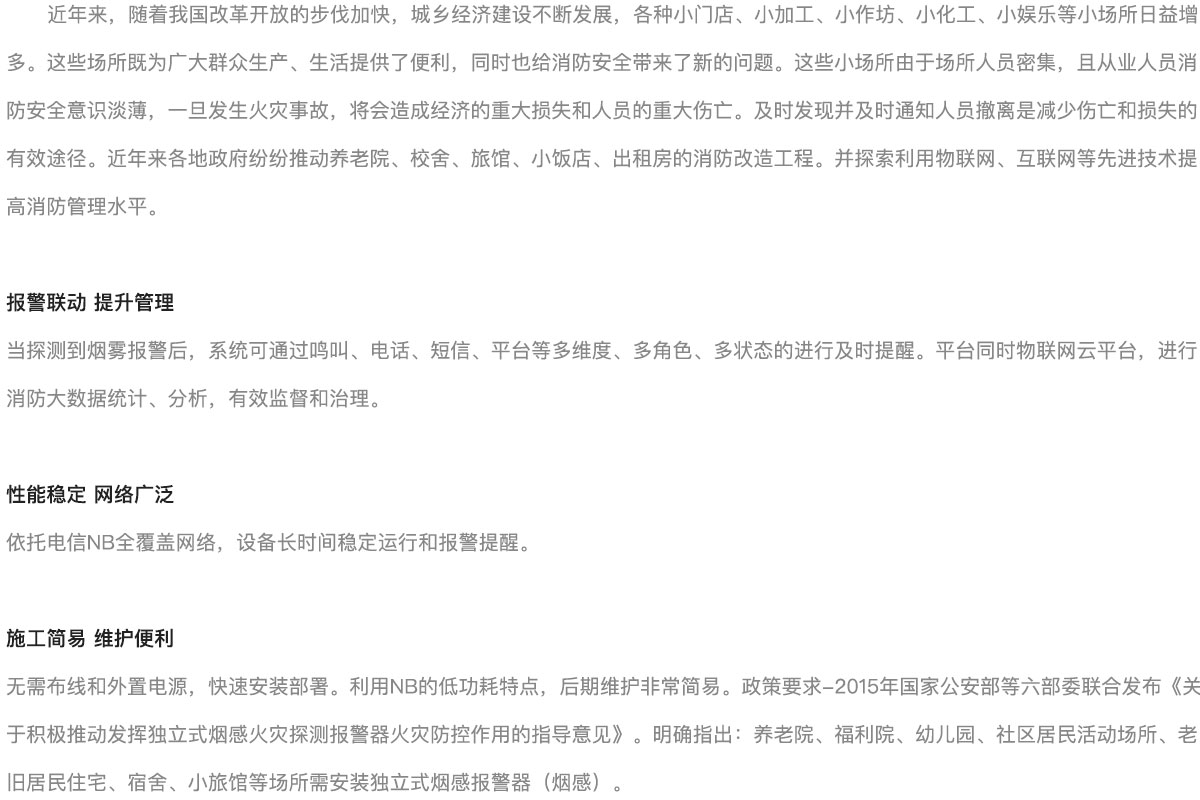 近年来，随着我国改革开放的步伐加快，城乡经济建设不断发展，各种小门店、小加工、小作坊、小化工、小娱乐等小场所日益增
多。这些场所既为广大群众生产、生活提供了便利，同时也给消防安全带来了新的问题。这些小场所由于场所人员密集，且从业人员消
防安全意识淡薄，一旦发生火灾事故，将会造成经济的重大损失和人员的重大伤亡。及时发现并及时通知人员撤离是减少伤亡和损失的
有效途径。近年来各地政府纷纷推动养老院、校舍、旅馆、小饭店、出租房的消防改造工程。并探索利用物联网、互联网等先进技术提
高消防管理水平。
报警联动 提升管理
当探测到烟雾报警后，系统可通过鸣叫、电话、短信、平台等多维度、多角色、多状态的进行及时提醒。平台同时物联网云平台，进行
消防大数据统计、分析，有效监督和治理。
性能稳定 网络广泛
依托电信NB全覆盖网络，设备长时间稳定运行和报警提醒。
施工简易 维护便利
无需布线和外置电源，快速安装部署。利用NB的低功耗特点，后期维护非常简易。政策要求–2015年国家公安部等六部委联合发布《关
于积极推动发挥独立式烟感火灾探测报警器火灾防控作用的指导意见》。明确指出：养老院、福利院、幼儿园、社区居民活动场所、老
旧居民住宅、宿舍、小旅馆等场所需安装独立式烟感报警器（烟感）。